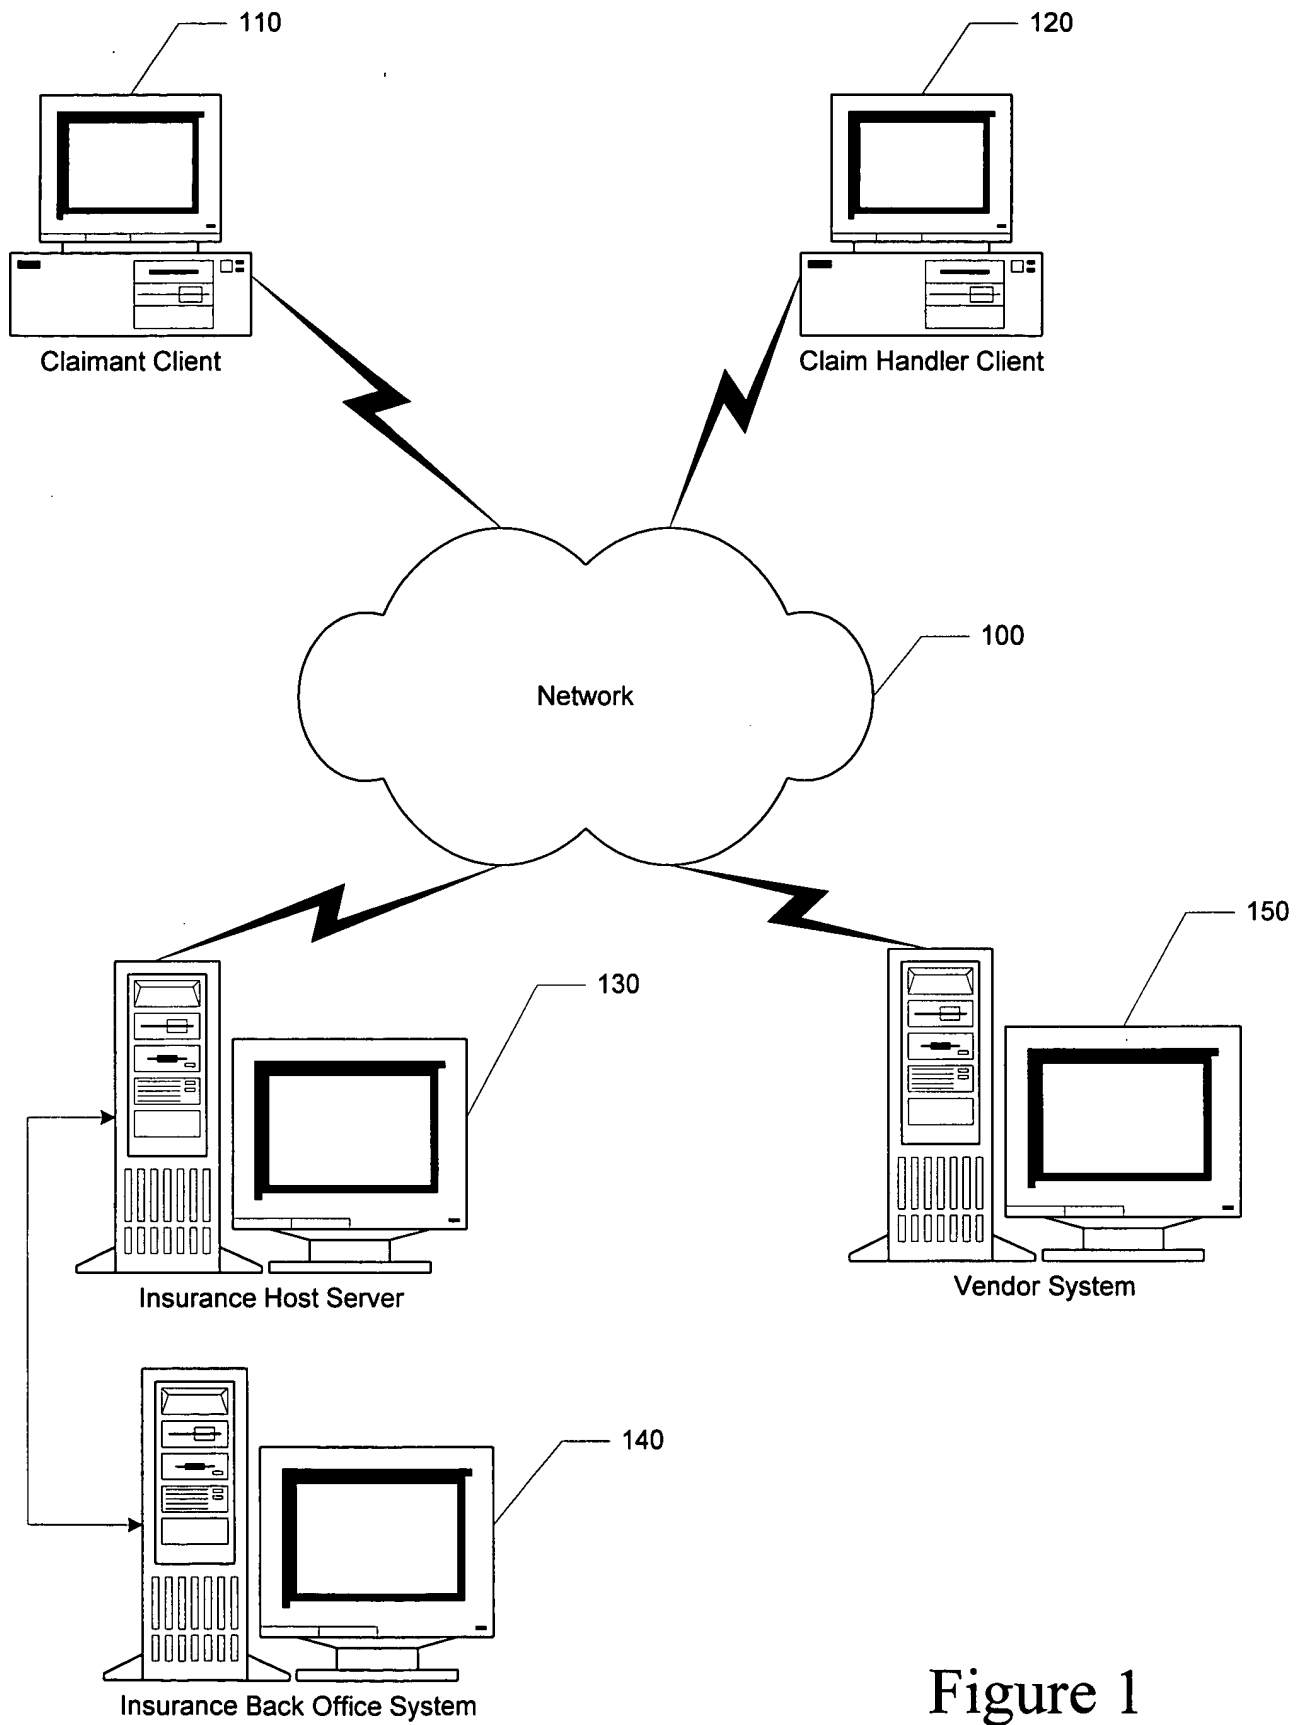 110
120
Claimant Client
Claim Handler Client
100
Network
150
130
Insurance Host Server
Vendor System
140
Insurance Back Office System
Figure 1